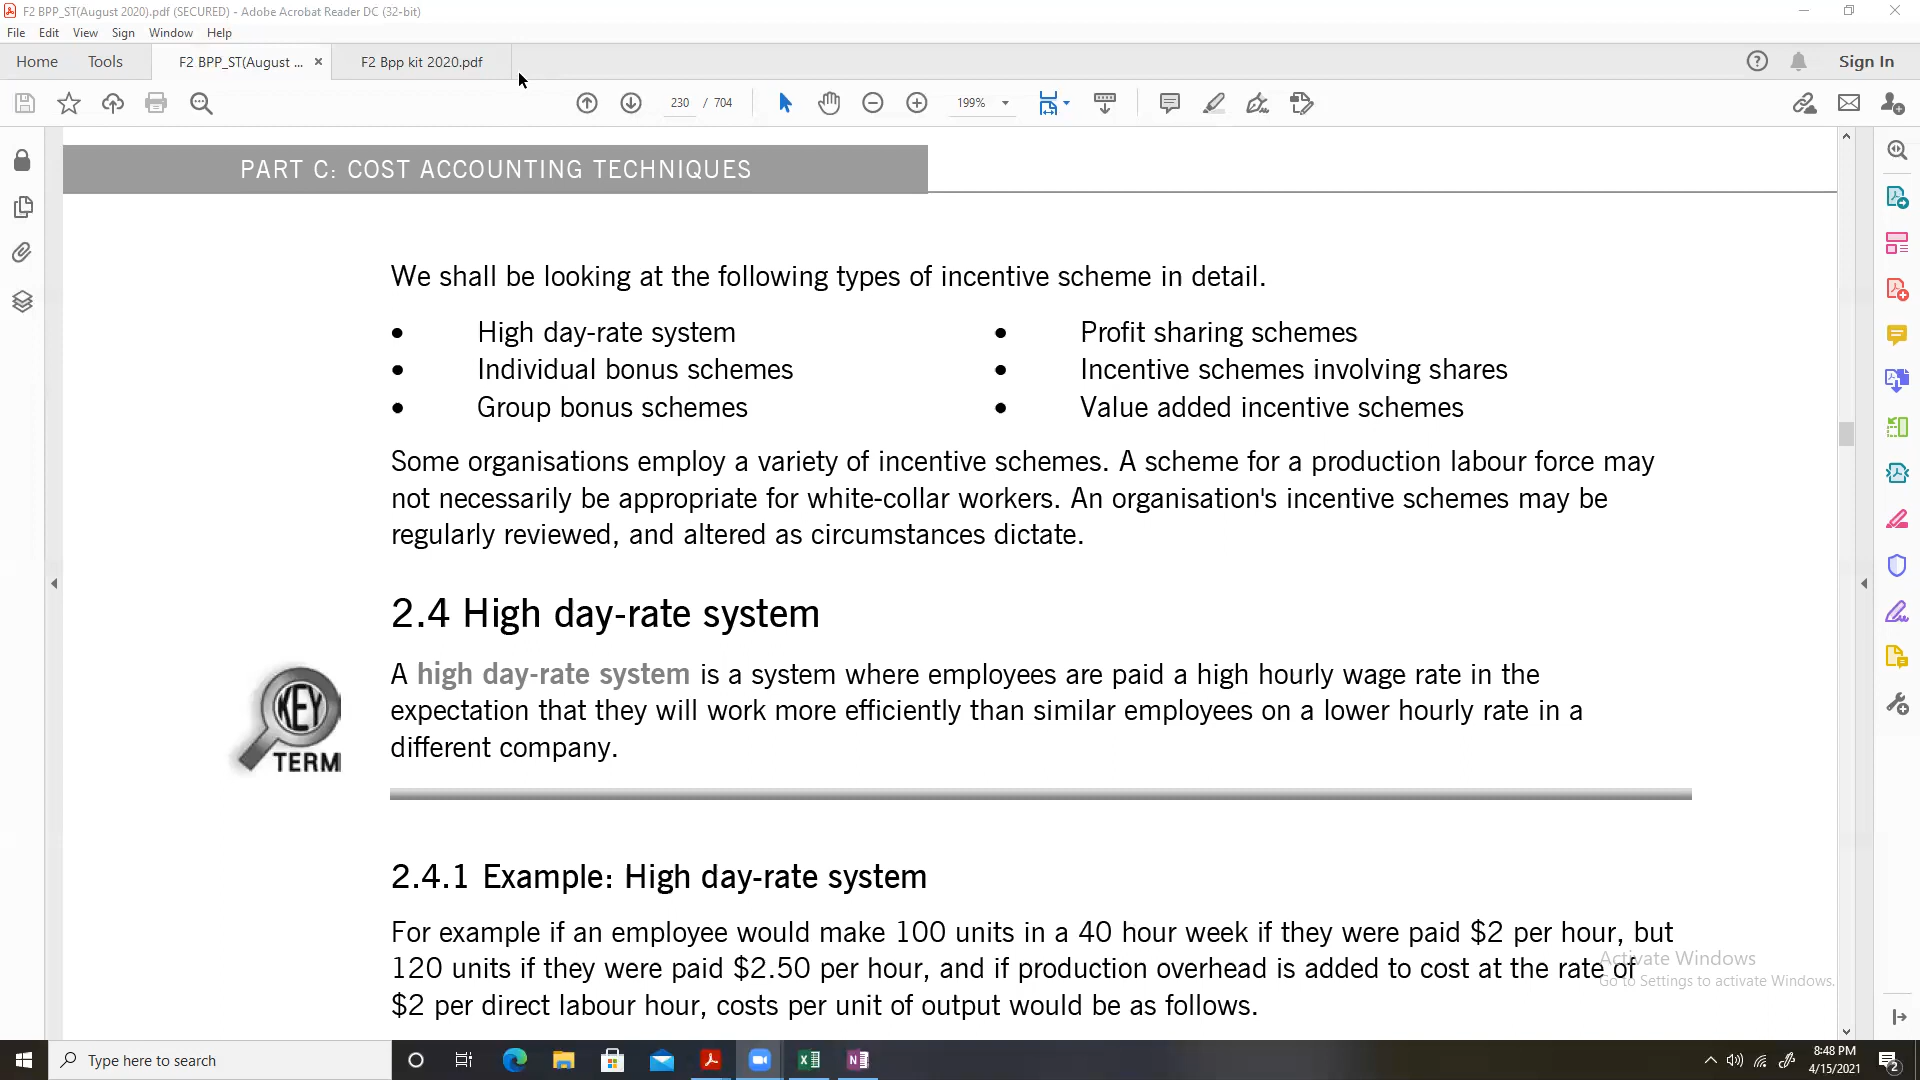 F2 BPP_ST(August 2020).pdf (SECURED) - Adobe Acrobat Reader DC (32-bit)
File Edit View Sign Window Help
Home Tools F2 BPP_ST(August ... × F2 Bpp kit 2020.pdf Sign In
230 / 704 199%
PART C: COST ACCOUNTING TECHNIQUES
We shall be looking at the following types of incentive scheme in detail.
• High day-rate system • Profit sharing schemes
• Individual bonus schemes • Incentive schemes involving shares
• Group bonus schemes • Value added incentive schemes
Some organisations employ a variety of incentive schemes. A scheme for a production labour force may
not necessarily be appropriate for white-collar workers. An organisation's incentive schemes may be
regularly reviewed, and altered as circumstances dictate.
2.4 High day-rate system
KEY
TERM
A high day-rate system is a system where employees are paid a high hourly wage rate in the
expectation that they will work more efficiently than similar employees on a lower hourly rate in a
different company.
2.4.1 Example: High day-rate system
For example if an employee would make 100 units in a 40 hour week if they were paid $2 per hour, but
120 units if they were paid $2.50 per hour, and if production overhead is added to cost at the rate of
$2 per direct labour hour, costs per unit of output would be as follows.
Activate Windows
Go to Settings to activate Windows.
Type here to search
8:48 PM
4/15/2021
2